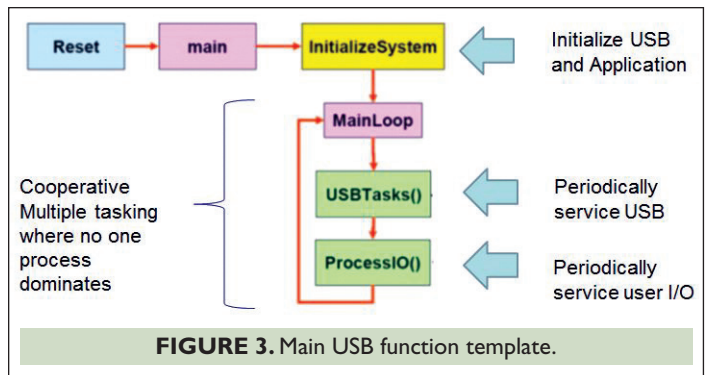 Reset
main
InitializeSystem
Initialize USB
and Application
MainLoop
Cooperative
Multiple tasking
where no one
process
dominates
USBTasks()
Periodically
service USB
ProcessIO()
Periodically
service user I/O
FIGURE 3. Main USB function template.